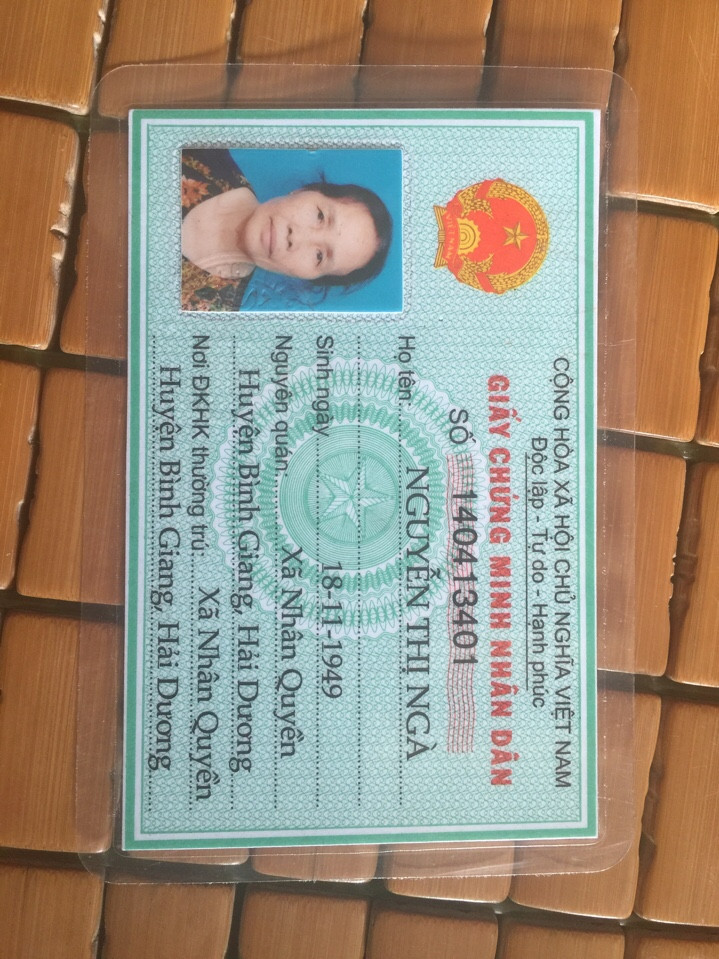 CỘNG HÒA XÃ HỘI CHỦ NGHĨA VIỆT NAM
Độc lập - Tự do - Hạnh phúc
GIẤY CHỨNG MINH NHÂN DÂN
SỐ 140413401
Họ tên: NGUYỄN THỊ NGÀ
Sinh ngày 18-11-1949
Nguyên quán: Xã Nhân Quyền
Huyện Bình Giang, Hải Dương
Nơi ĐKHK thường trú: Xã Nhân Quyền
Huyện Bình Giang, Hải Dương
VIỆT NAM